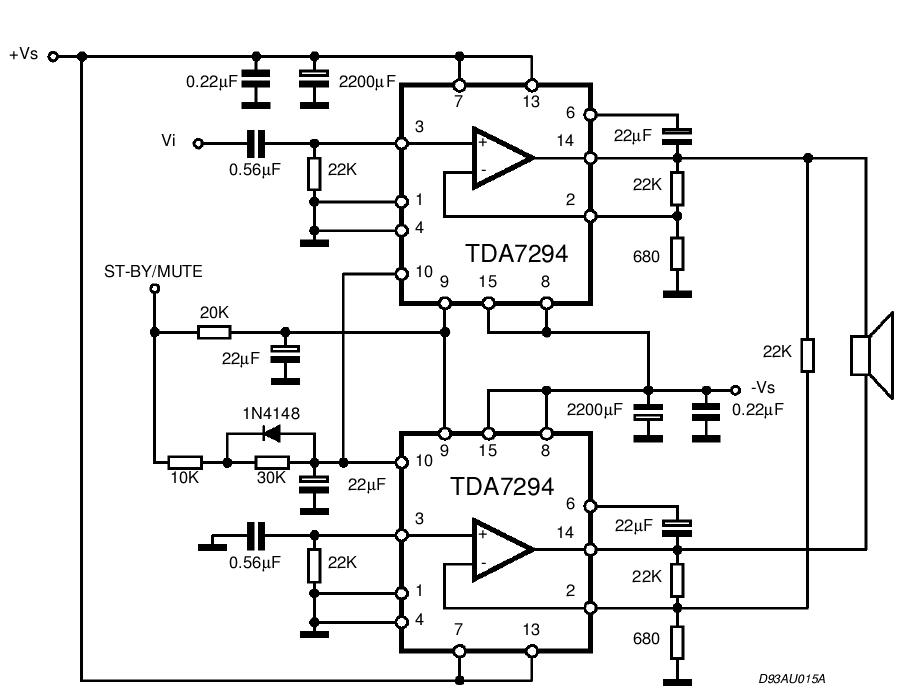 +Vs
0.22µF
2200µF
7
13
6
22µF
Vi
3
14
0.56µF
22K
+
-
22K
1
2
4
680
TDA7294
ST-BY/MUTE
10
9
15
8
20K
22µF
22K
-Vs
2200µF
0.22µF
1N4148
9
15
8
10
10K
30K
22µF
TDA7294
6
22µF
3
14
0.56µF
22K
+
-
22K
1
2
4
680
7
13
D93AU015A